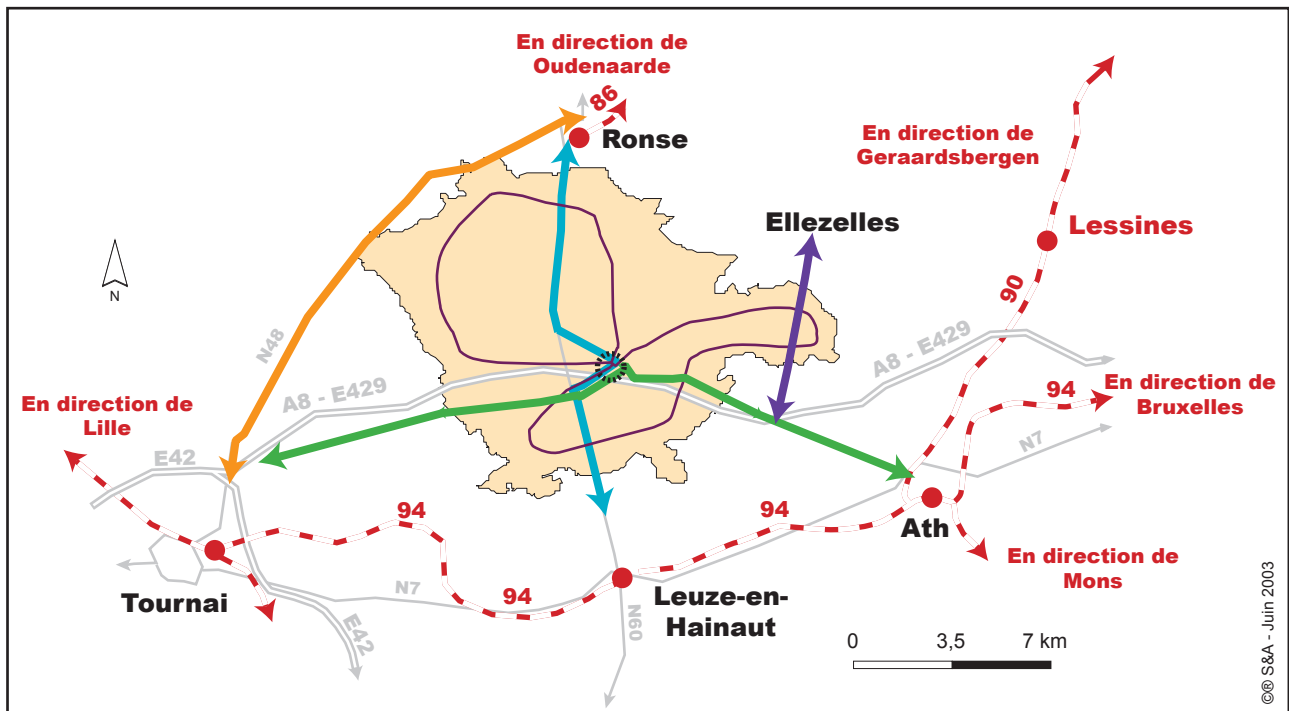 En direction de
Oudenaarde
86
Ronse
En direction de
Geraardsbergen
Ellezelles
Lessines
90
N
N48
A8 - E429
A8 - E429
En direction de
Lille
E42
94
En direction de
Bruxelles
N7
94
94
Ath
En direction de
Mons
Tournai
N7
94
E42
Leuze-en-
Hainaut
N60
0 3,5 7 km
©® S&A - Juin 2003